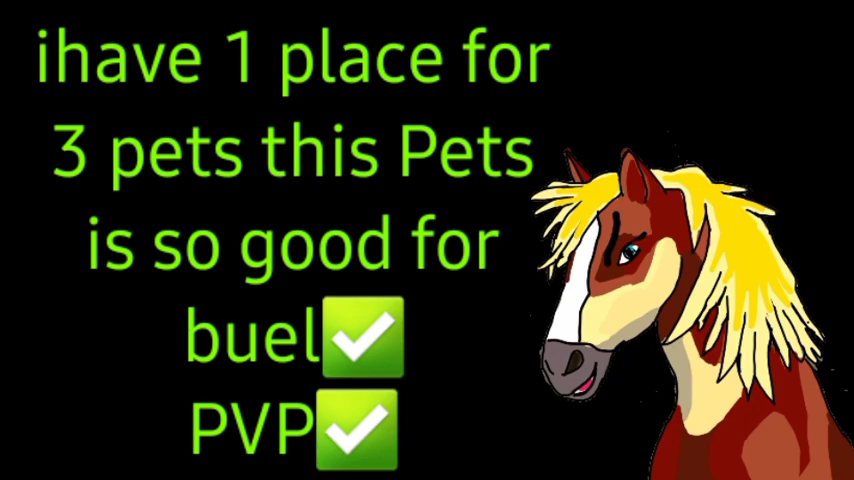 ihave 1 place for
3 pets this Pets
is so good for
buel✅
PVP✅